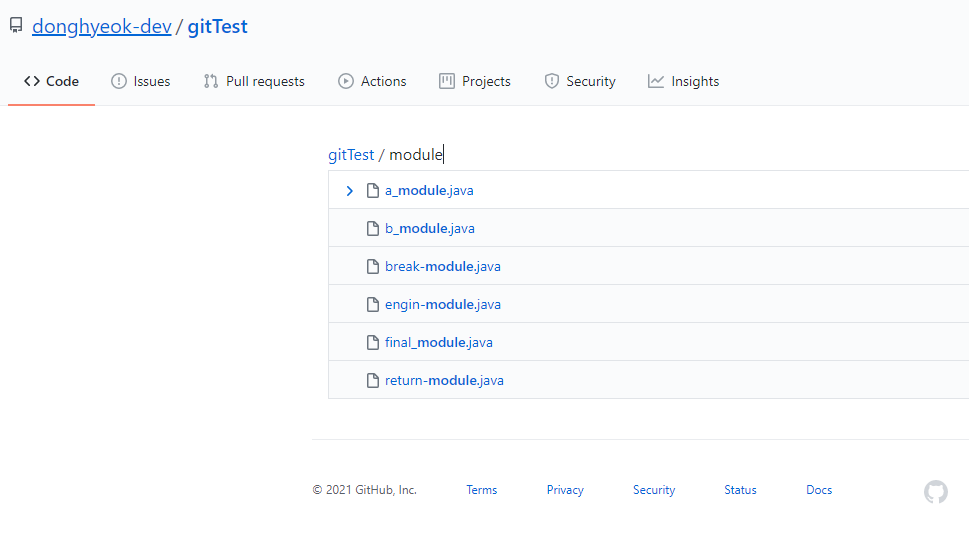 donghyeok-dev / gitTest
Code Issues Pull requests Actions Projects Security Insights
gitTest / module
a_module.java
b_module.java
break-module.java
engin-module.java
final_module.java
return-module.java
© 2021 GitHub, Inc. Terms Privacy Security Status Docs